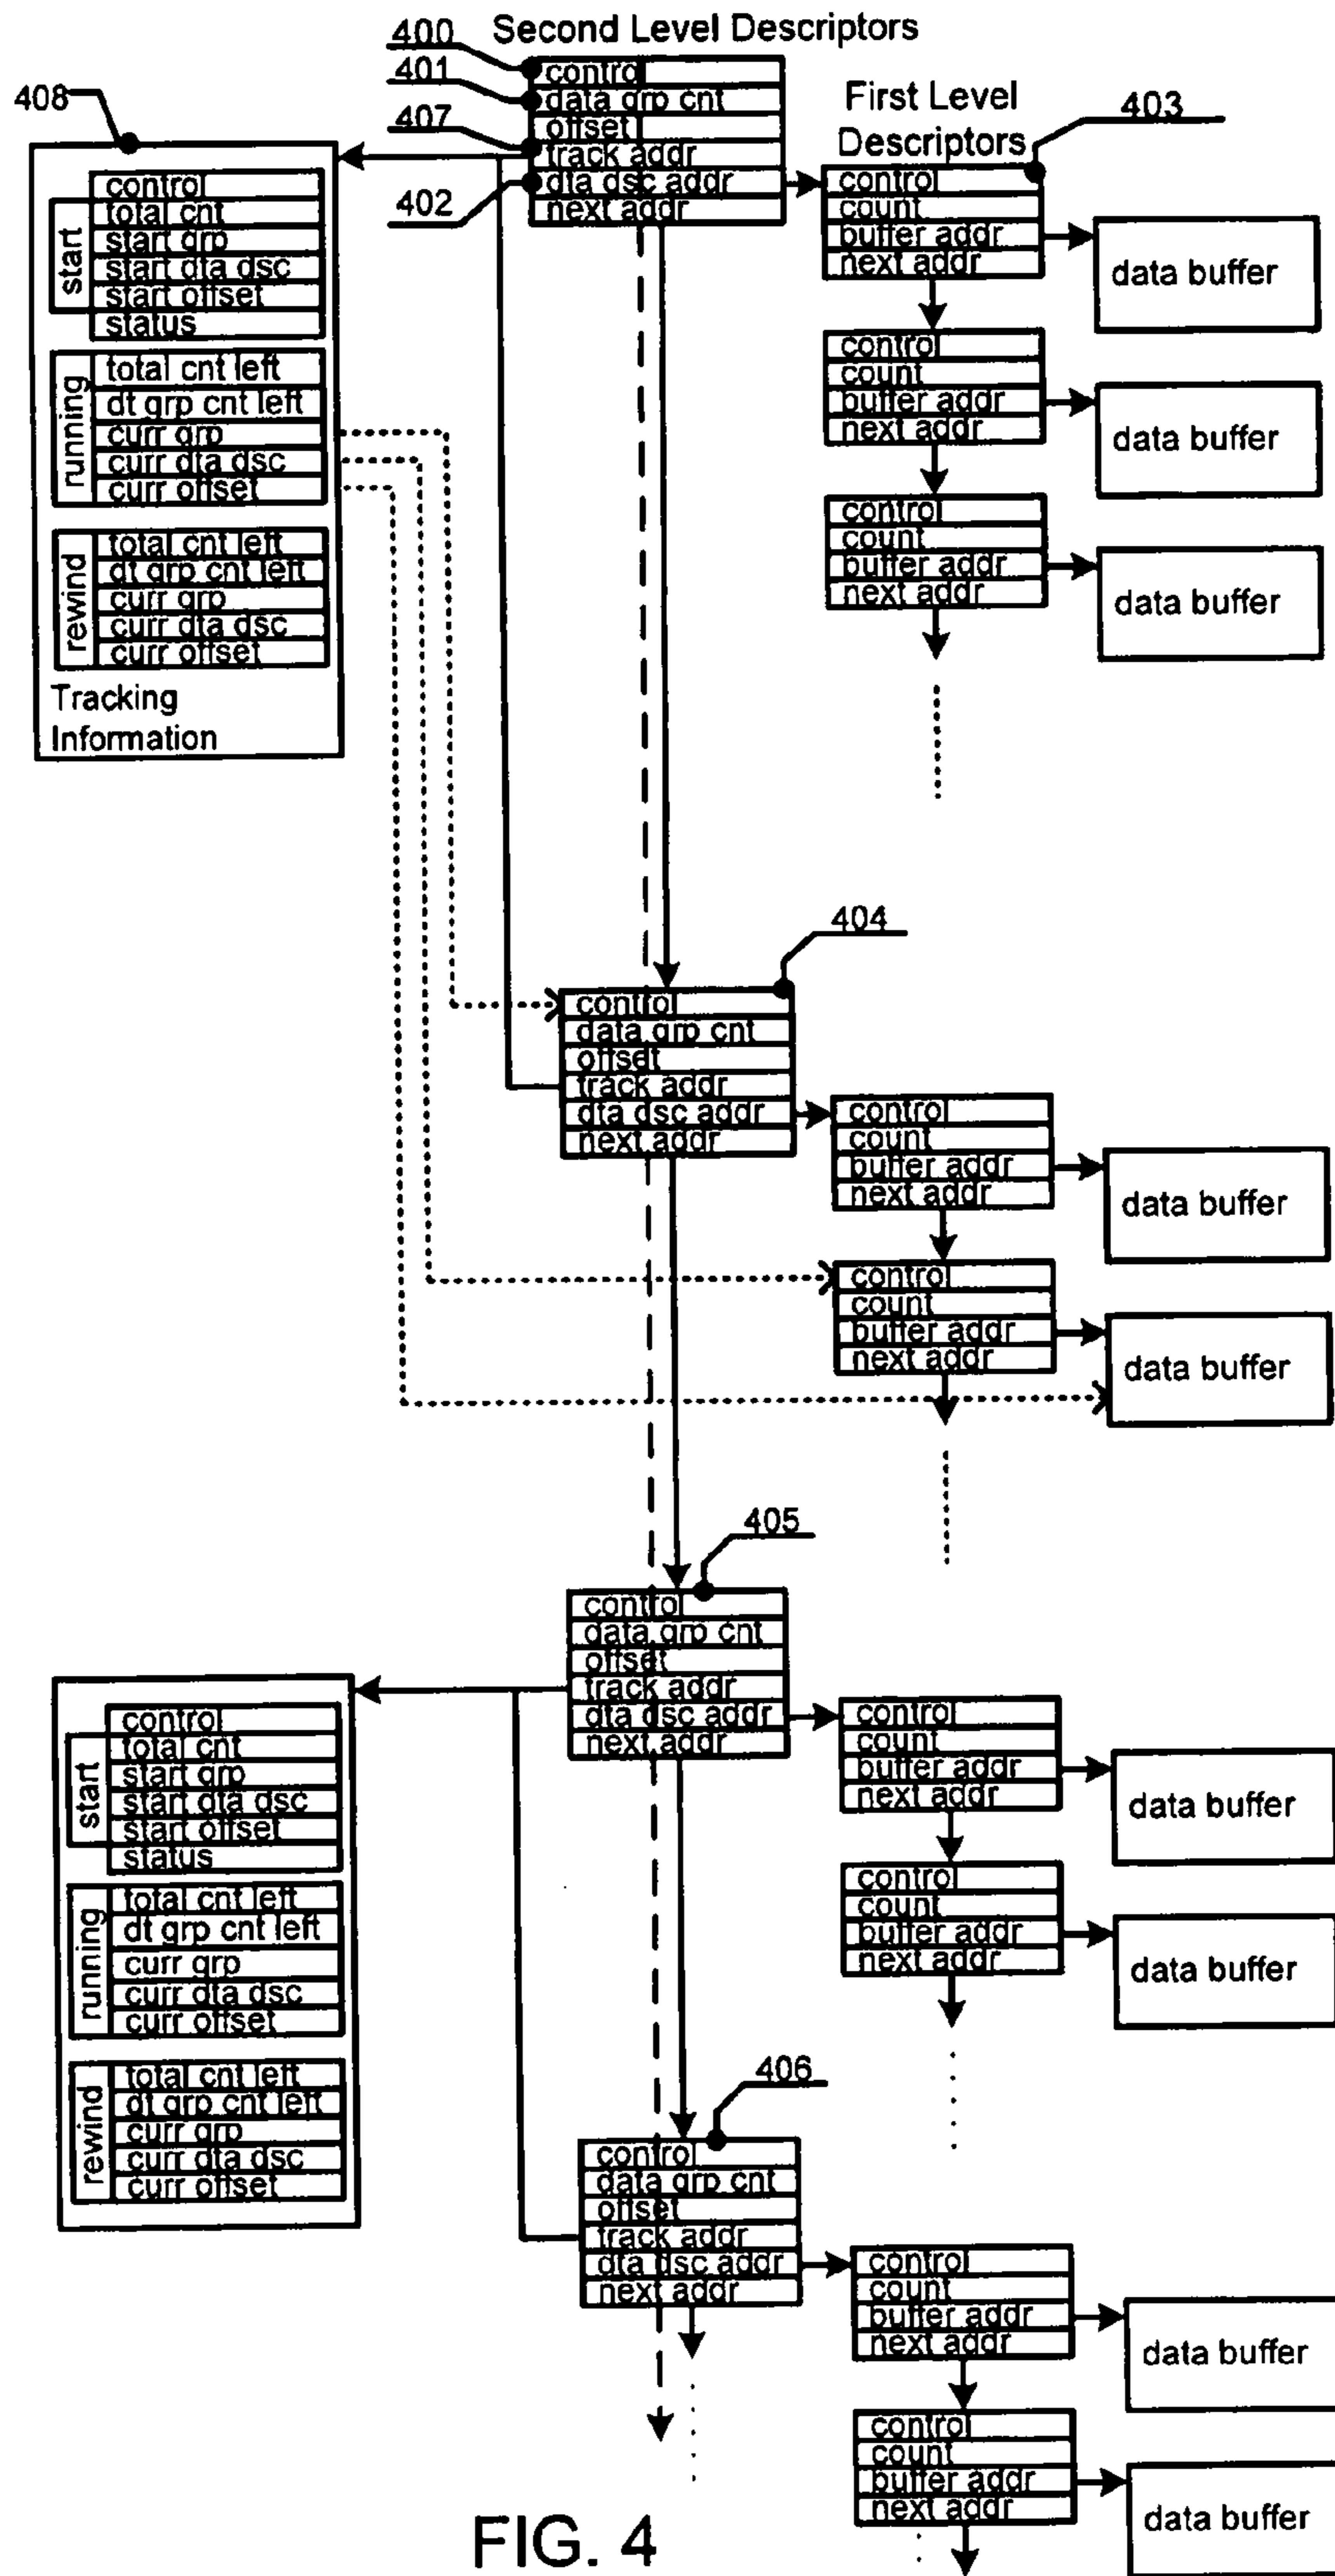 400
Second Level Descriptors
401
407
402
control
data grp cnt
offset
track addr
dta dsc addr
next addr
First Level
Descriptors
403
control
count
buffer addr
next addr
data buffer
control
count
buffer addr
next addr
data buffer
control
count
buffer addr
next addr
data buffer
408
control
start
total cnt
start grp
start dta dsc
start offset
status
running
total cnt left
dt grp cnt left
curr grp
curr dta dsc
curr offset
rewind
total cnt left
dt grp cnt left
curr grp
curr dta dsc
curr offset
Tracking
Information
404
control
data grp cnt
offset
track addr
dta dsc addr
next addr
control
count
buffer addr
next addr
data buffer
control
count
buffer addr
next addr
data buffer
405
control
data grp cnt
offset
track addr
dta dsc addr
next addr
control
count
buffer addr
next addr
data buffer
control
count
buffer addr
next addr
data buffer
control
start
total cnt
start grp
start dta dsc
start offset
status
running
total cnt left
dt grp cnt left
curr grp
curr dta dsc
curr offset
rewind
total cnt left
dt grp cnt left
curr grp
curr dta dsc
curr offset
406
control
data grp cnt
offset
track addr
dta dsc addr
next addr
control
count
buffer addr
next addr
data buffer
control
count
buffer addr
next addr
data buffer
FIG. 4